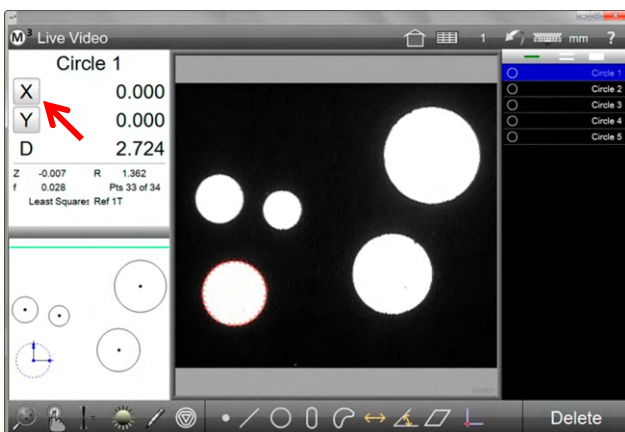 M3 Live Video 1 mm ?
Circle 1
X 0.000
Y 0.000
D 2.724
Z -0.007 R 1.362
f 0.028 Pts 33 of 34
Least Squares Ref 1T
Circle 1
Circle 2
Circle 3
Circle 4
Circle 5
Delete